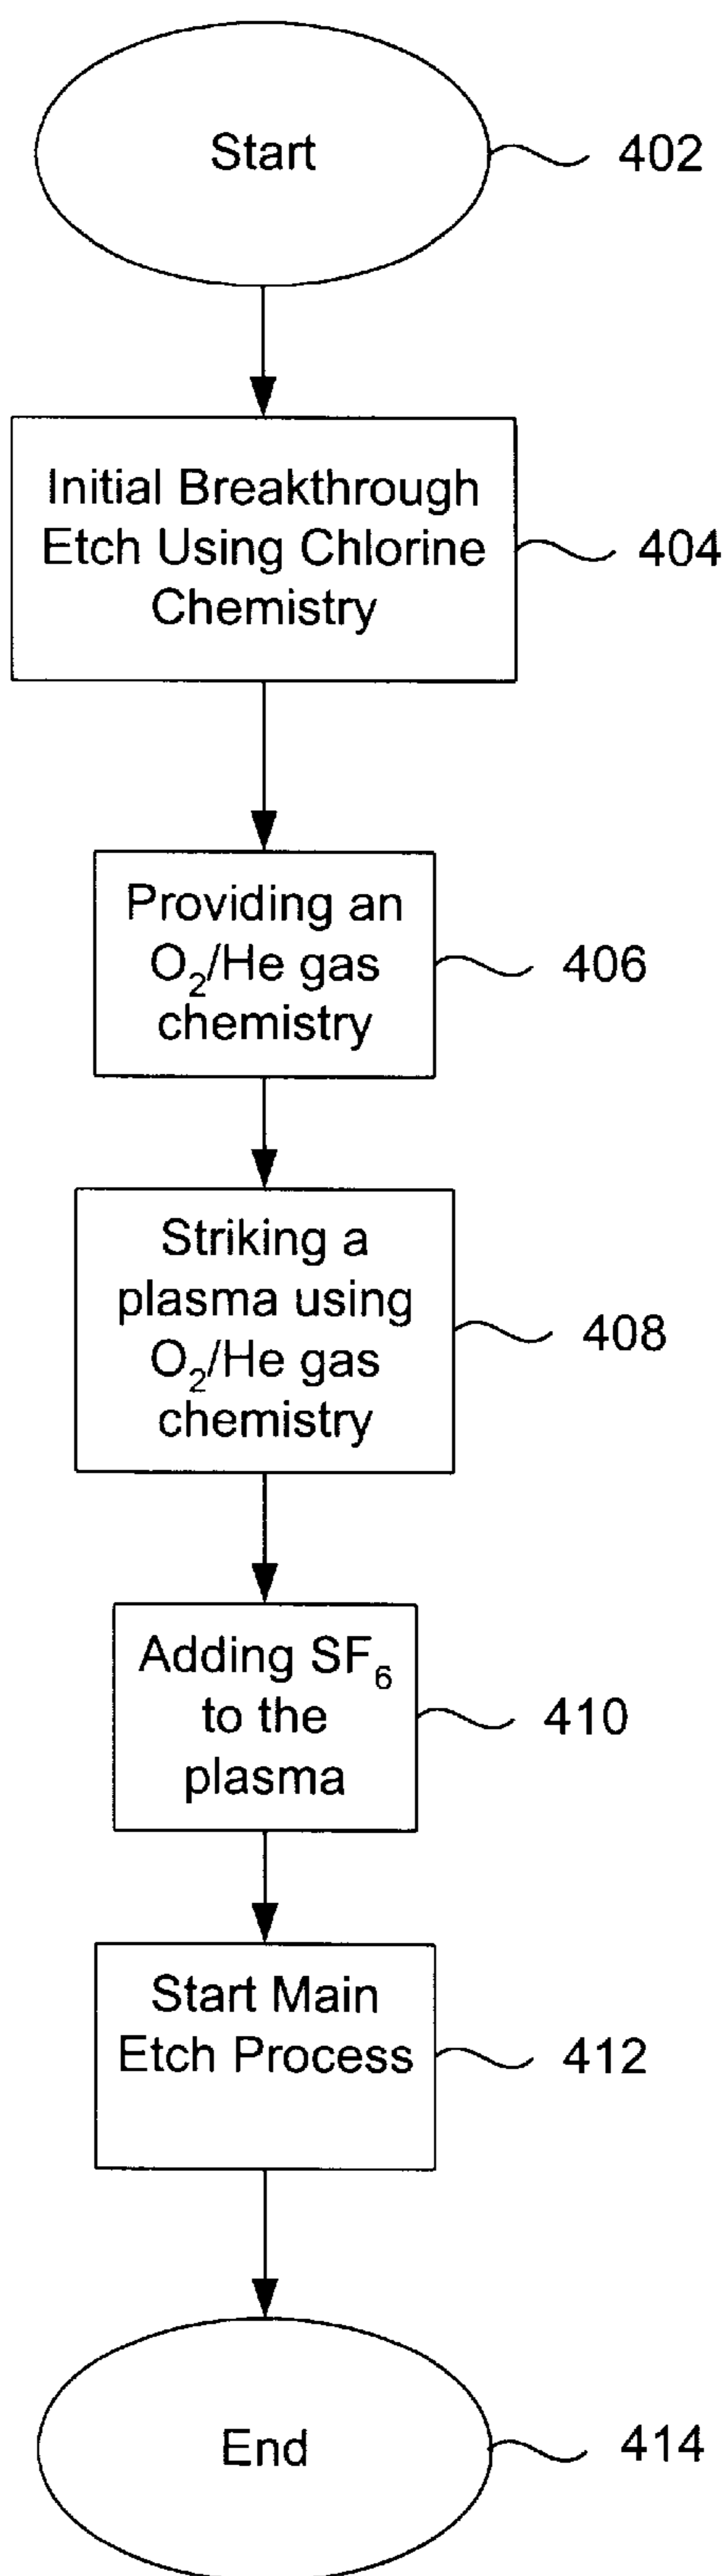 Start
402
Initial Breakthrough
Etch Using Chlorine
Chemistry
404
Providing an
O₂/He gas
chemistry
406
Striking a
plasma using
O₂/He gas
chemistry
408
Adding SF₆
to the
plasma
410
Start Main
Etch Process
412
End
414